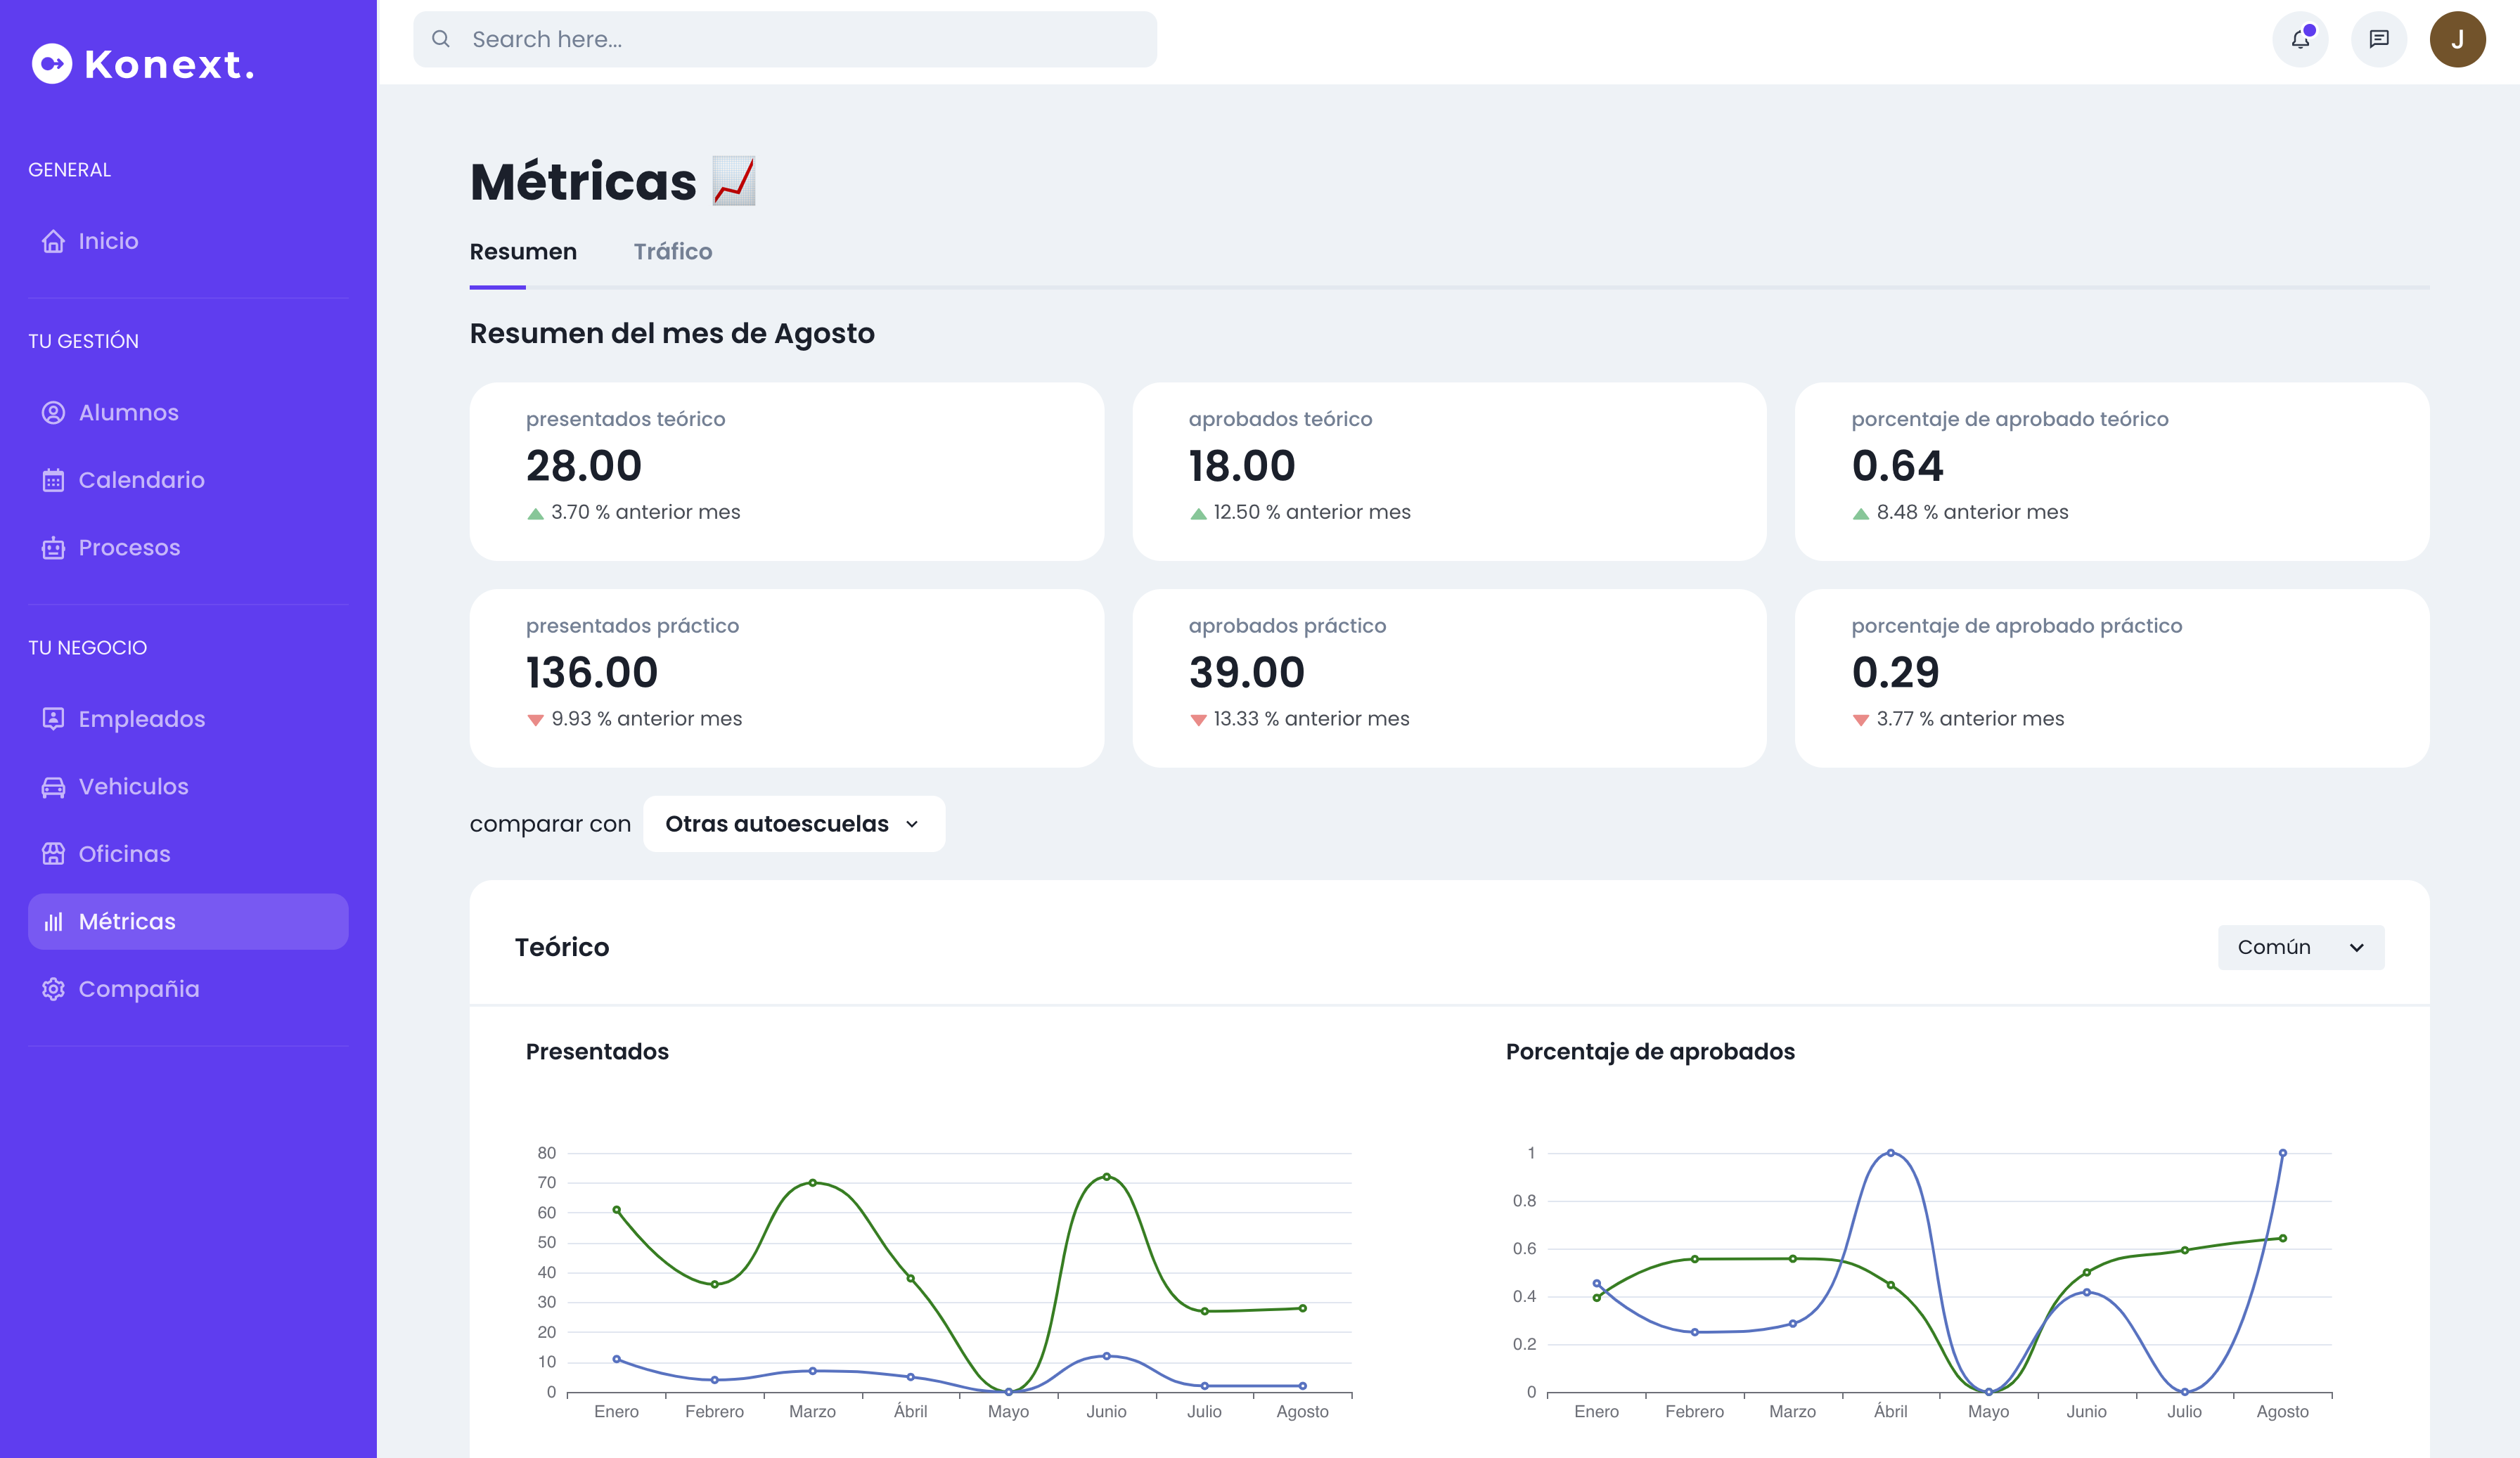 Konext.
Search here...
J
GENERAL
Inicio
TU GESTIÓN
Alumnos
Calendario
Procesos
TU NEGOCIO
Empleados
Vehiculos
Oficinas
Métricas
Compañia
Métricas
Resumen Tráfico
Resumen del mes de Agosto
presentados teórico
28.00
3.70 % anterior mes
aprobados teórico
18.00
12.50 % anterior mes
porcentaje de aprobado teórico
0.64
8.48 % anterior mes
presentados práctico
136.00
9.93 % anterior mes
aprobados práctico
39.00
13.33 % anterior mes
porcentaje de aprobado práctico
0.29
3.77 % anterior mes
comparar con Otras autoescuelas
Teórico
Común
Presentados
80
70
60
50
40
30
20
10
0
Enero Febrero Marzo Ábril Mayo Junio Julio Agosto
Porcentaje de aprobados
1
0.8
0.6
0.4
0.2
0
Enero Febrero Marzo Ábril Mayo Junio Julio Agosto